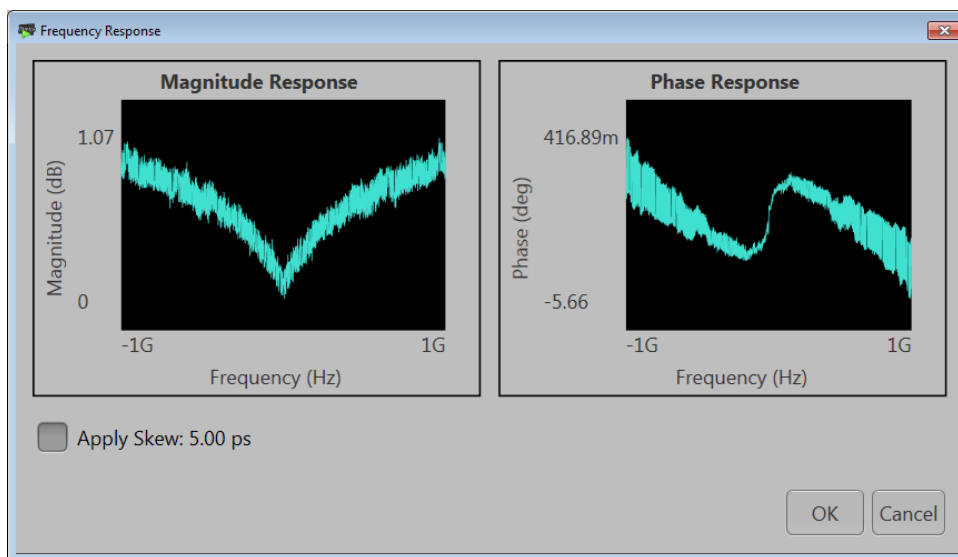 Frequency Response
Magnitude Response
1.07
Magnitude (dB)
0
-1G
1G
Frequency (Hz)
Phase Response
416.89m
Phase (deg)
-5.66
-1G
1G
Frequency (Hz)
Apply Skew: 5.00 ps
OK
Cancel